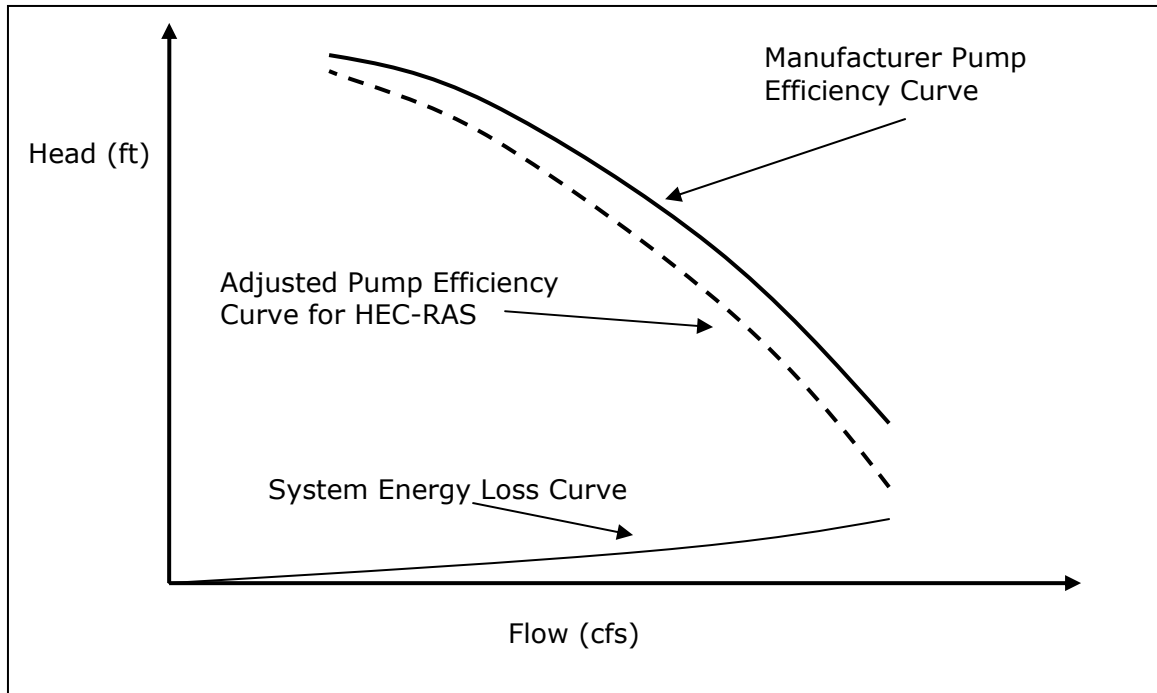 Manufacturer Pump
Efficiency Curve
Head (ft)
Adjusted Pump Efficiency
Curve for HEC-RAS
System Energy Loss Curve
Flow (cfs)